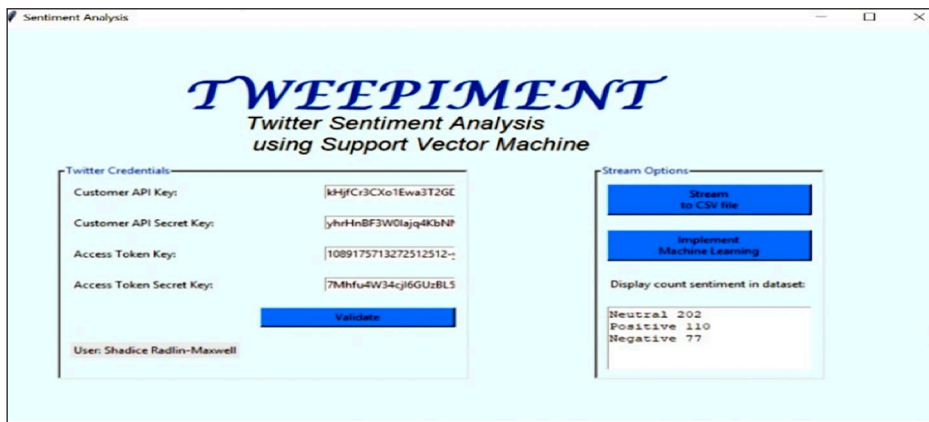 Sentiment Analysis
TWEEPIMENT
Twitter Sentiment Analysis
using Support Vector Machine
Twitter Credentials
Customer API Key: kHjfCr3CXo1Ewa3T2GD
Customer API Secret Key: yhrHnBF3W0Iajq4KbNM
Access Token Key: 1089175713272512512-
Access Token Secret Key: 7Mhfu4W34cjI6GUzBL5
Validate
User: Shadice Radlin-Maxwell
Stream Options
Stream
to CSV file
Implement
Machine Learning
Display count sentiment in dataset:
Neutral 202
Positive 110
Negative 77